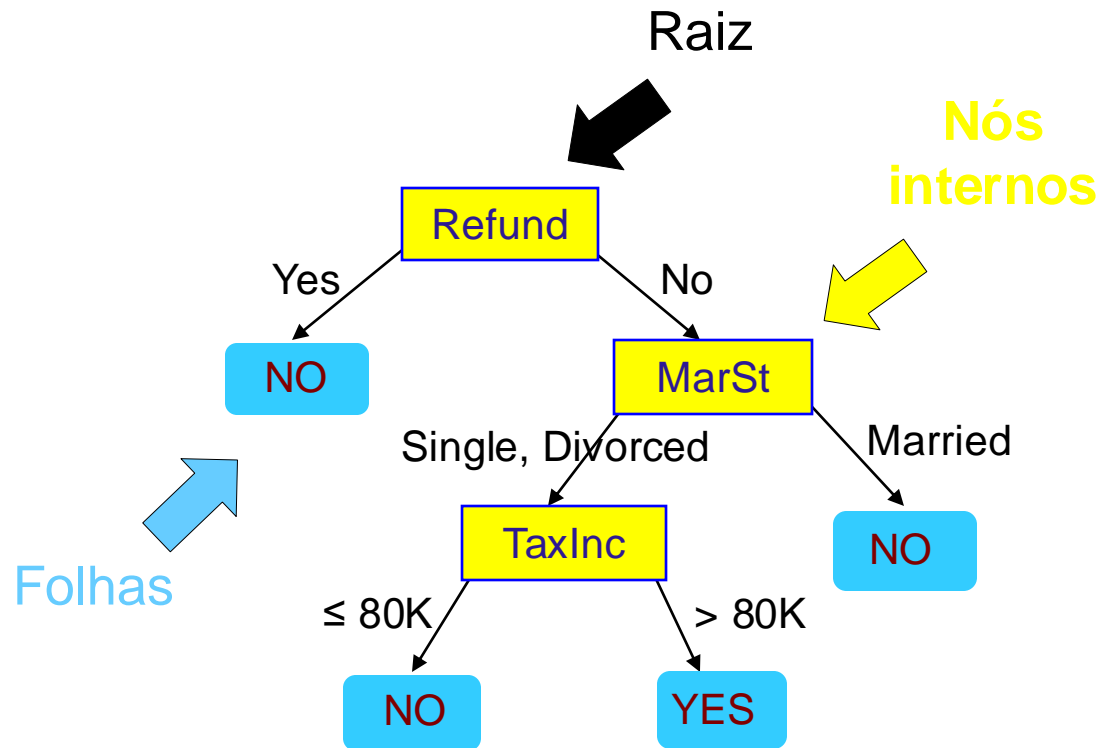 Raiz
Nós
internos
Refund
Yes
No
NO
MarSt
Single, Divorced
Married
TaxInc
NO
Folhas
≤ 80K
> 80K
NO
YES